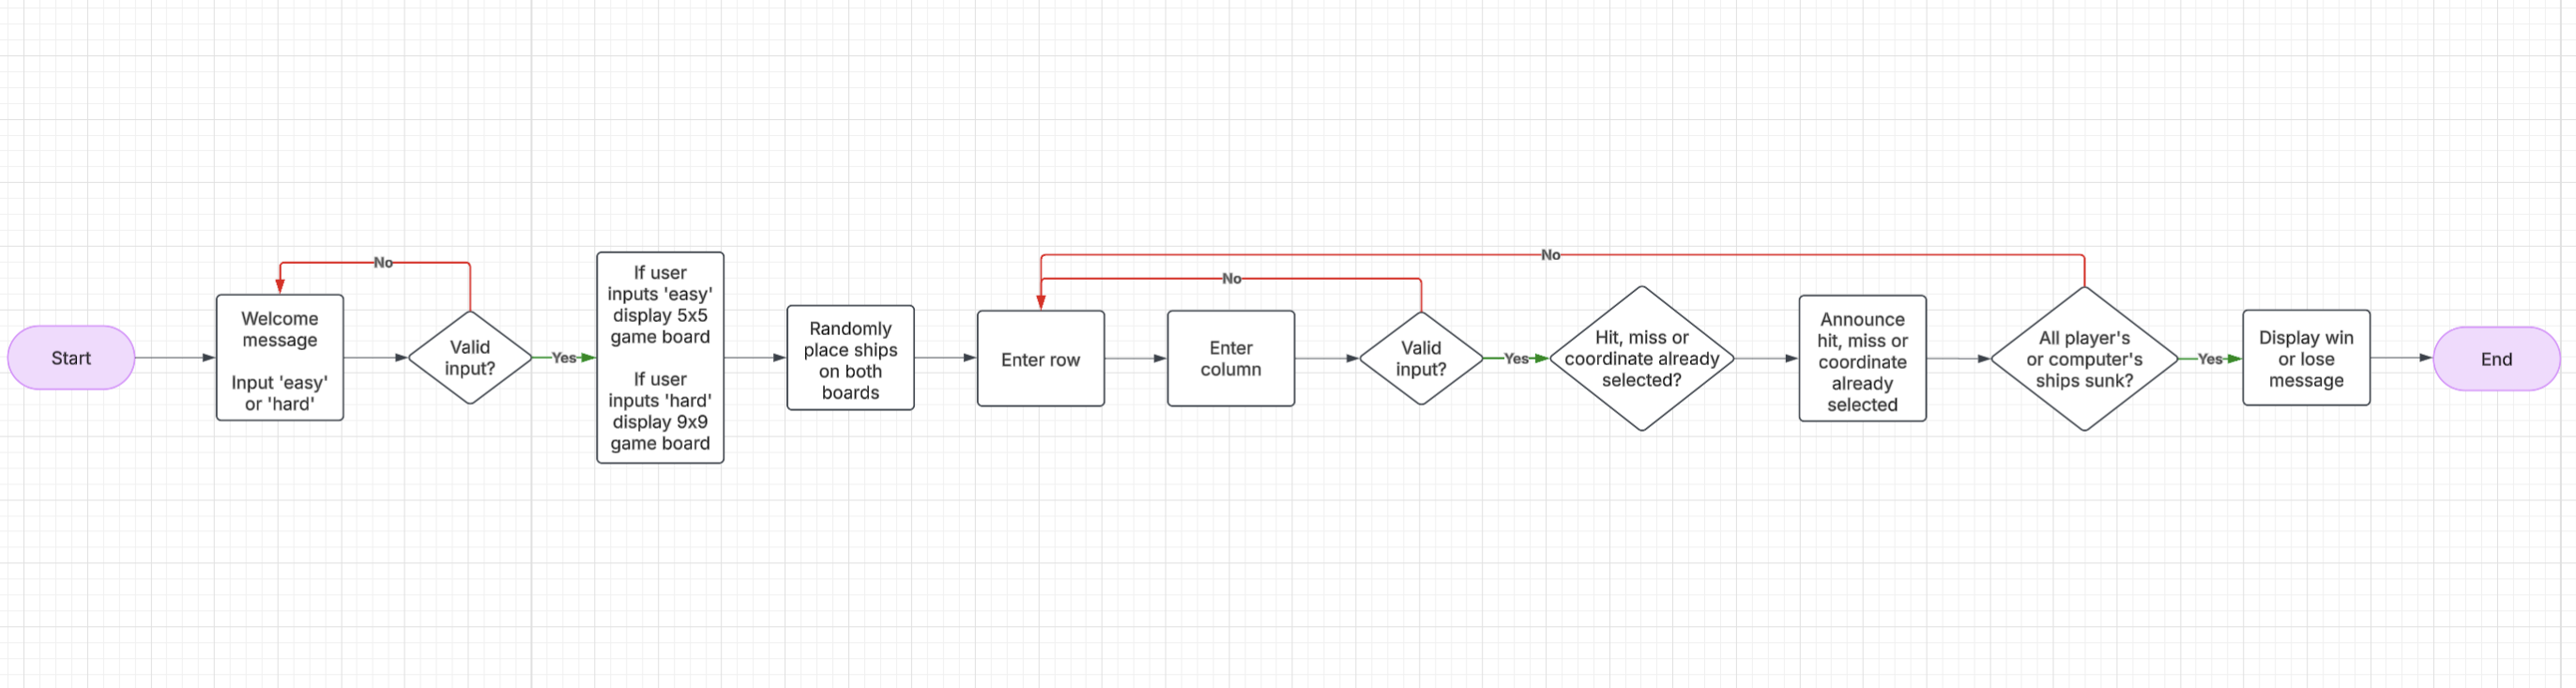 Start
Welcome
message
Input 'easy'
or 'hard'
No
Valid
input?
Yes
If user
inputs 'easy'
display 5x5
game board
If user
inputs 'hard'
display 9x9
game board
Randomly
place ships
on both
boards
Enter row
Enter
column
No
Valid
input?
Yes
No
Hit, miss or
coordinate already
selected?
Announce
hit, miss or
coordinate
already
selected
All player's
or computer's
ships sunk?
Yes
Display win
or lose
message
End